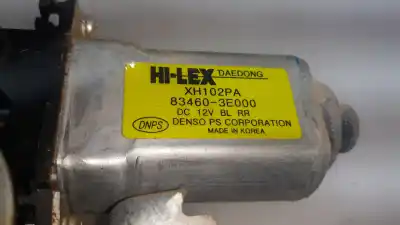 HI-LEX DAEDONG
XH102PA
83460-3E000
DC 12V BL RR
DNPS DENSO PS CORPORATION
MADE IN KOREA